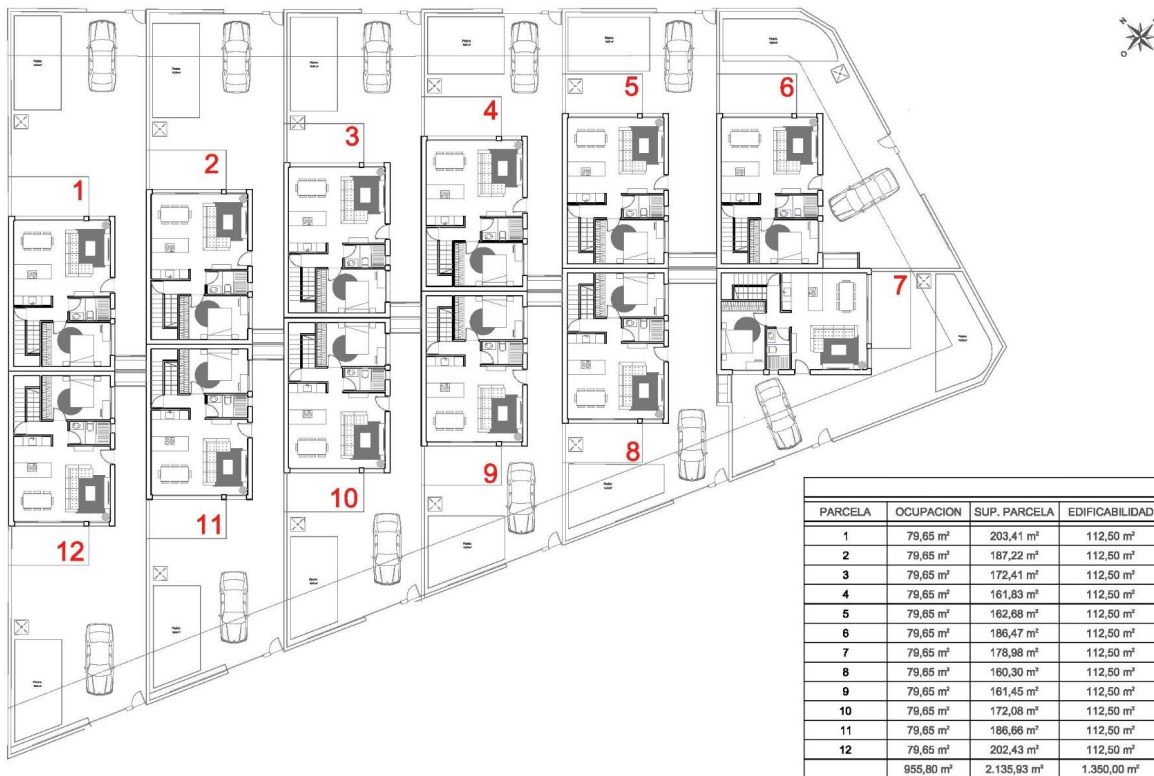 N
O
1
2
3
4
5
6
7
8
9
10
11
12
PARCELA OCUPACION SUP. PARCELA EDIFICABILIDAD
1 79,65 m² 203,41 m² 112,50 m²
2 79,65 m² 187,22 m² 112,50 m²
3 79,65 m² 172,41 m² 112,50 m²
4 79,65 m² 161,83 m² 112,50 m²
5 79,65 m² 162,68 m² 112,50 m²
6 79,65 m² 186,47 m² 112,50 m²
7 79,65 m² 178,98 m² 112,50 m²
8 79,65 m² 160,30 m² 112,50 m²
9 79,65 m² 161,45 m² 112,50 m²
10 79,65 m² 172,08 m² 112,50 m²
11 79,65 m² 186,66 m² 112,50 m²
12 79,65 m² 202,43 m² 112,50 m²
955,80 m² 2.135,93 m² 1.350,00 m²